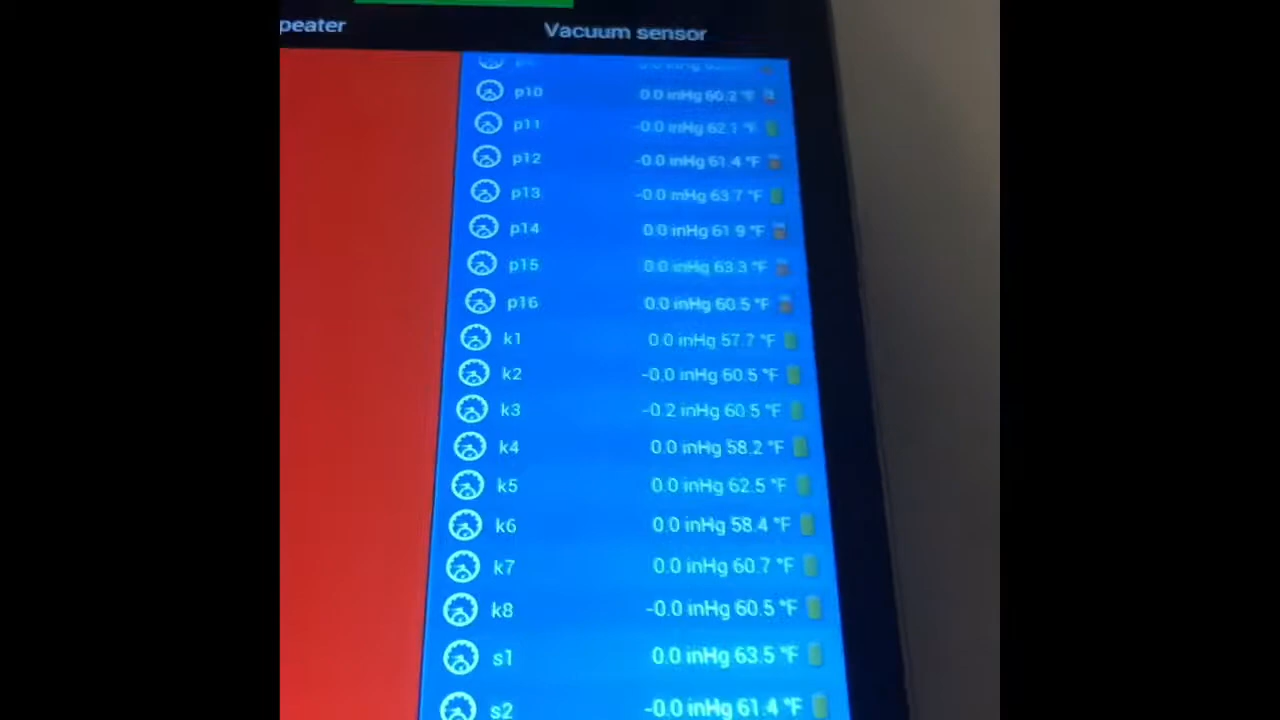 peater
Vacuum sensor
p10 0.0 inHg 60.2 °F
p11 -0.0 inHg 62.1 °F
p12 -0.0 inHg 61.4 °F
p13 -0.0 inHg 63.7 °F
p14 0.0 inHg 61.9 °F
p15 0.0 inHg 63.3 °F
p16 0.0 inHg 60.5 °F
k1 0.0 inHg 57.7 °F
k2 -0.0 inHg 60.5 °F
k3 -0.2 inHg 60.5 °F
k4 0.0 inHg 58.2 °F
k5 0.0 inHg 62.5 °F
k6 0.0 inHg 58.4 °F
k7 0.0 inHg 60.7 °F
k8 -0.0 inHg 60.5 °F
s1 0.0 inHg 63.5 °F
s2 -0.0 inHg 61.4 °F